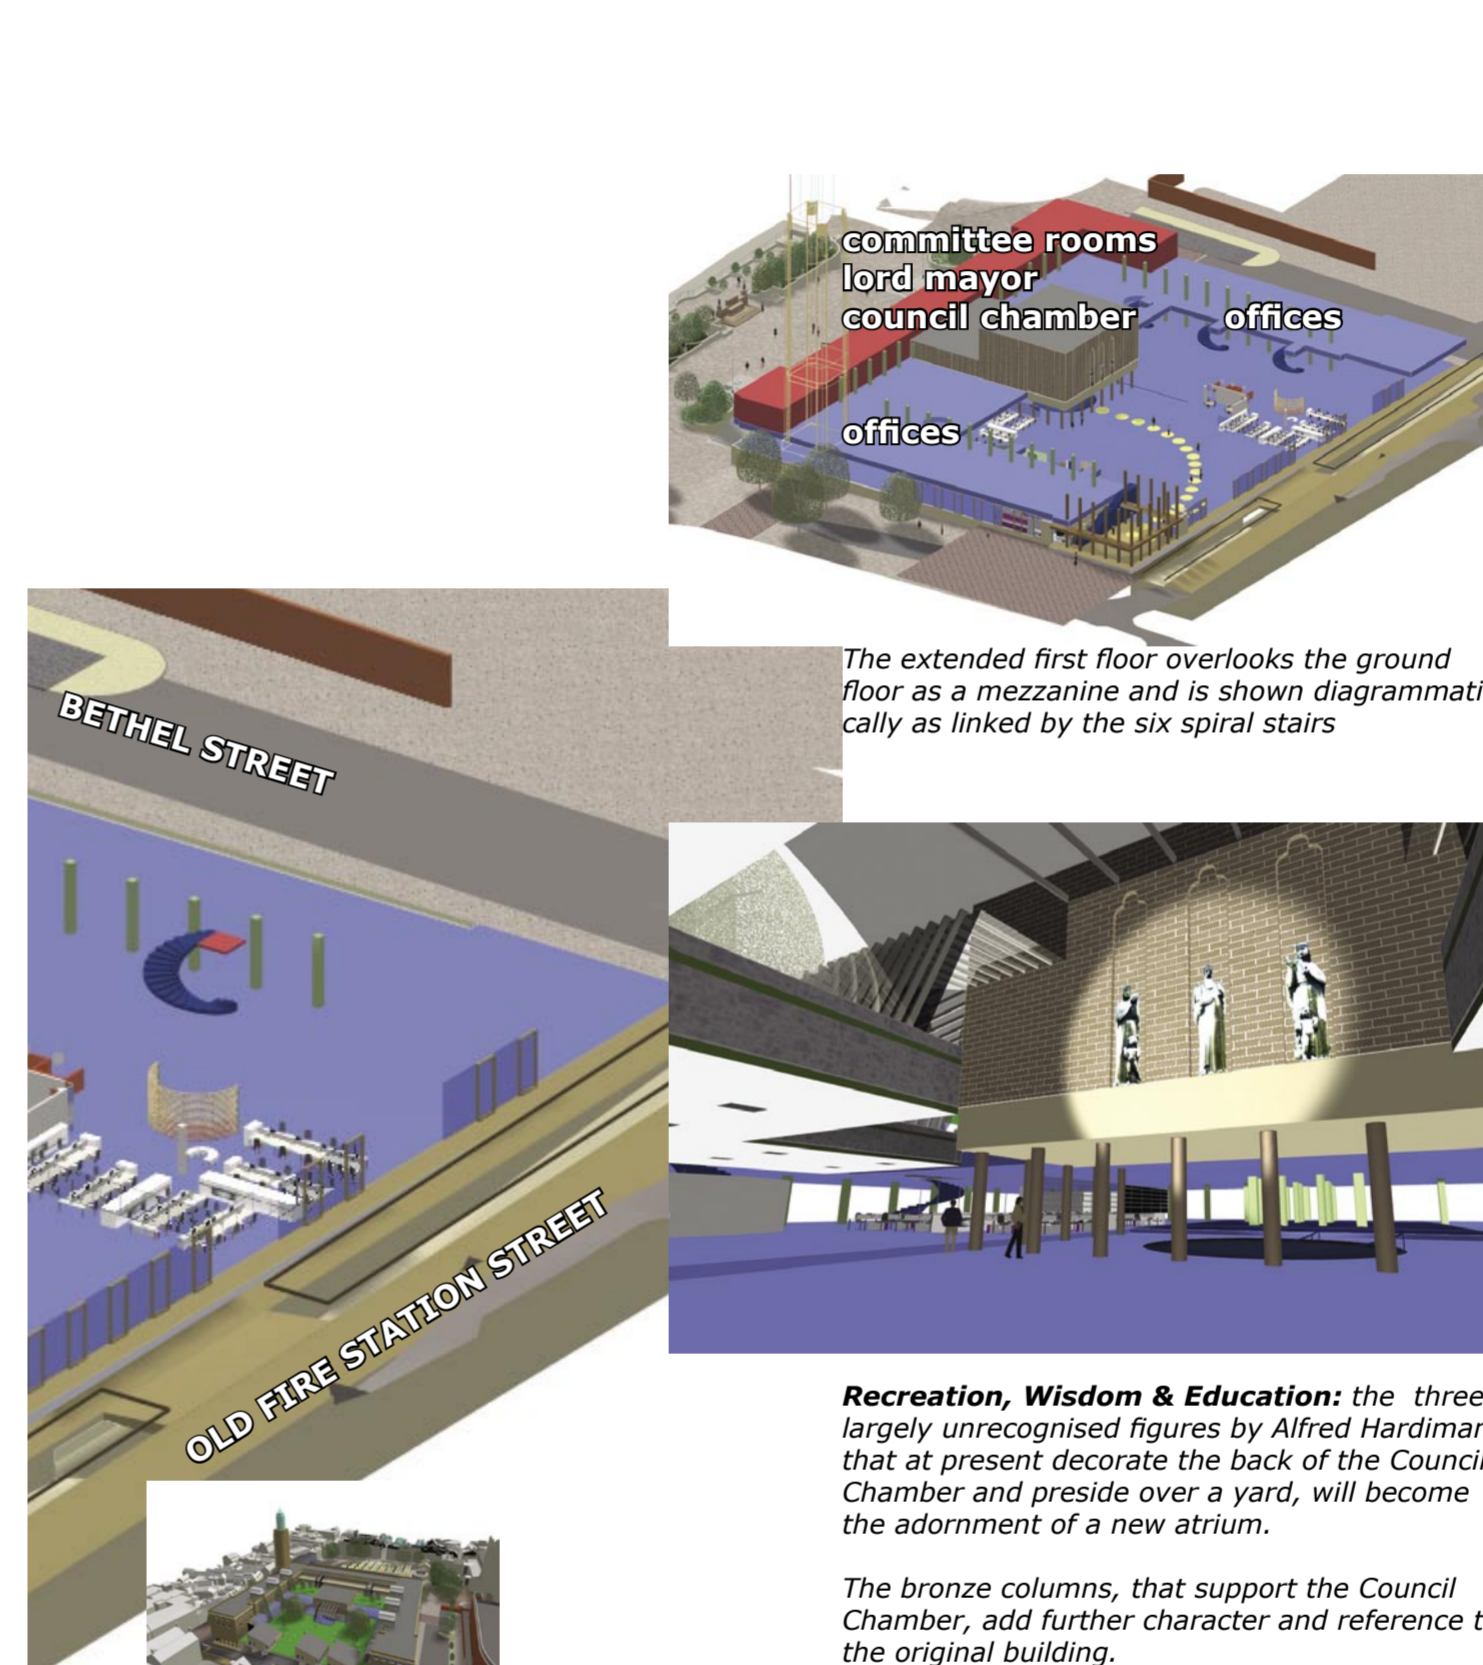 committee rooms
lord mayor
council chamber
offices
offices
The extended first floor overlooks the ground
floor as a mezzanine and is shown diagrammati
cally as linked by the six spiral stairs
BETHEL STREET
OLD FIRE STATION STREET
Recreation, Wisdom & Education: the three
largely unrecognised figures by Alfred Hardiman
that at present decorate the back of the Council
Chamber and preside over a yard, will become
the adornment of a new atrium.
The bronze columns, that support the Council
Chamber, add further character and reference t
the original building.